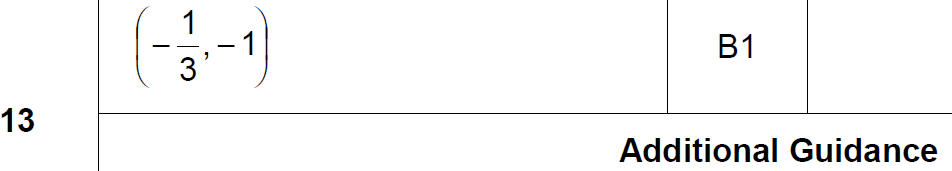 (-1/3, -1) B1
13
Additional Guidance